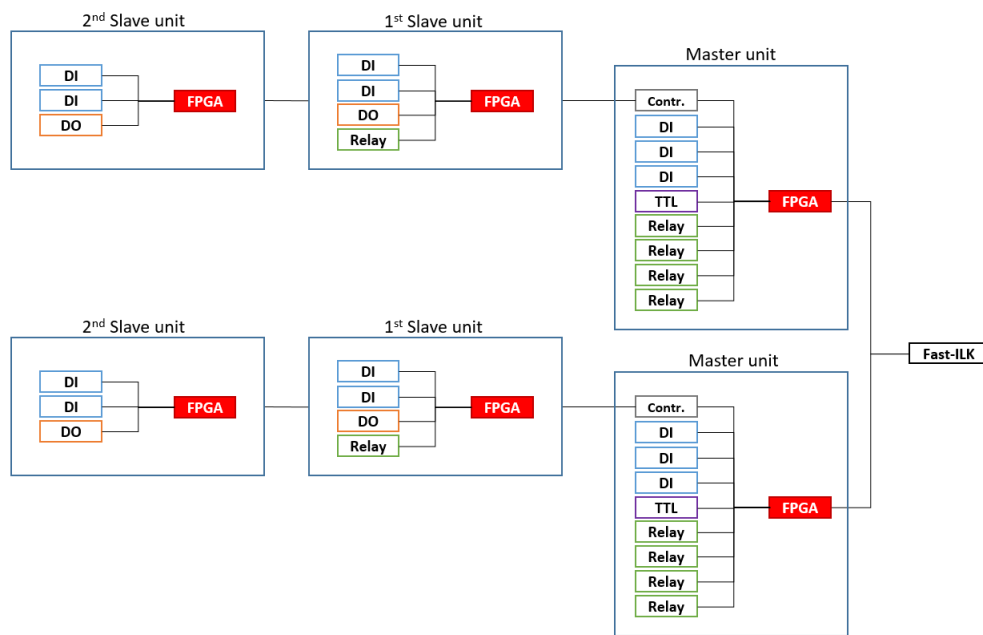 2nd Slave unit
DI
DI
DO
FPGA
1st Slave unit
DI
DI
DO
Relay
FPGA
Master unit
Contr.
DI
DI
DI
TTL
Relay
Relay
Relay
Relay
FPGA
2nd Slave unit
DI
DI
DO
FPGA
1st Slave unit
DI
DI
DO
Relay
FPGA
Master unit
Contr.
DI
DI
DI
TTL
Relay
Relay
Relay
Relay
FPGA
Fast-ILK